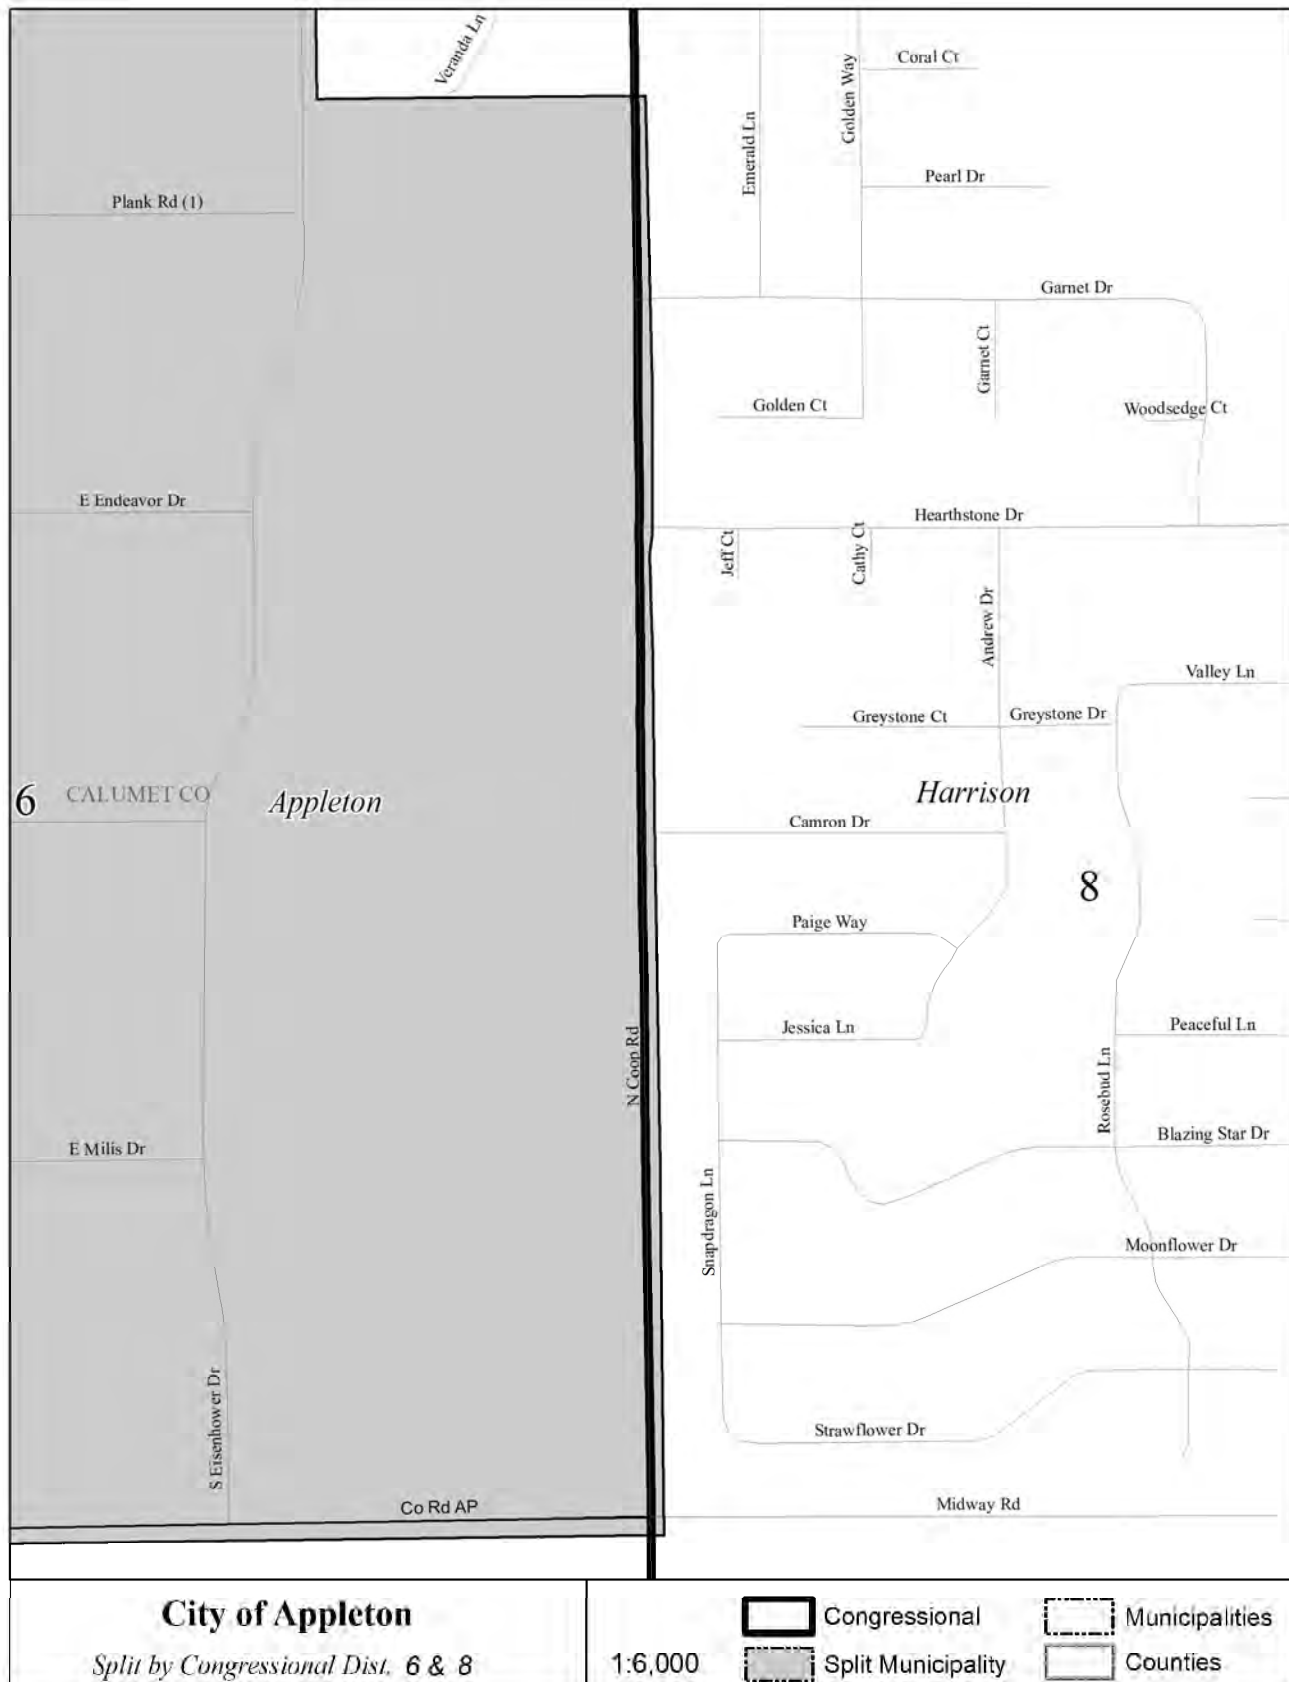 Veranda Ln
Coral Ct
Golden Way
Emerald Ln
Pearl Dr
Plank Rd (1)
Garnet Dr
Garnet Ct
Golden Ct
Woodsedge Ct
E Endeavor Dr
Hearthstone Dr
Jeff Ct
Cathy Ct
Andrew Dr
Valley Ln
Greystone Ct
Greystone Dr
6
CALUMET CO
Appleton
Harrison
Camron Dr
8
Paige Way
Jessica Ln
N Coop Rd
Peaceful Ln
Rosebud Ln
E Milis Dr
Blazing Star Dr
Snapdragon Ln
Moonflower Dr
S Eisenhower Dr
Strawflower Dr
Co Rd AP
Midway Rd
City of Appleton
Split by Congressional Dist. 6 & 8
1:6,000
Congressional
Municipalities
Split Municipality
Counties